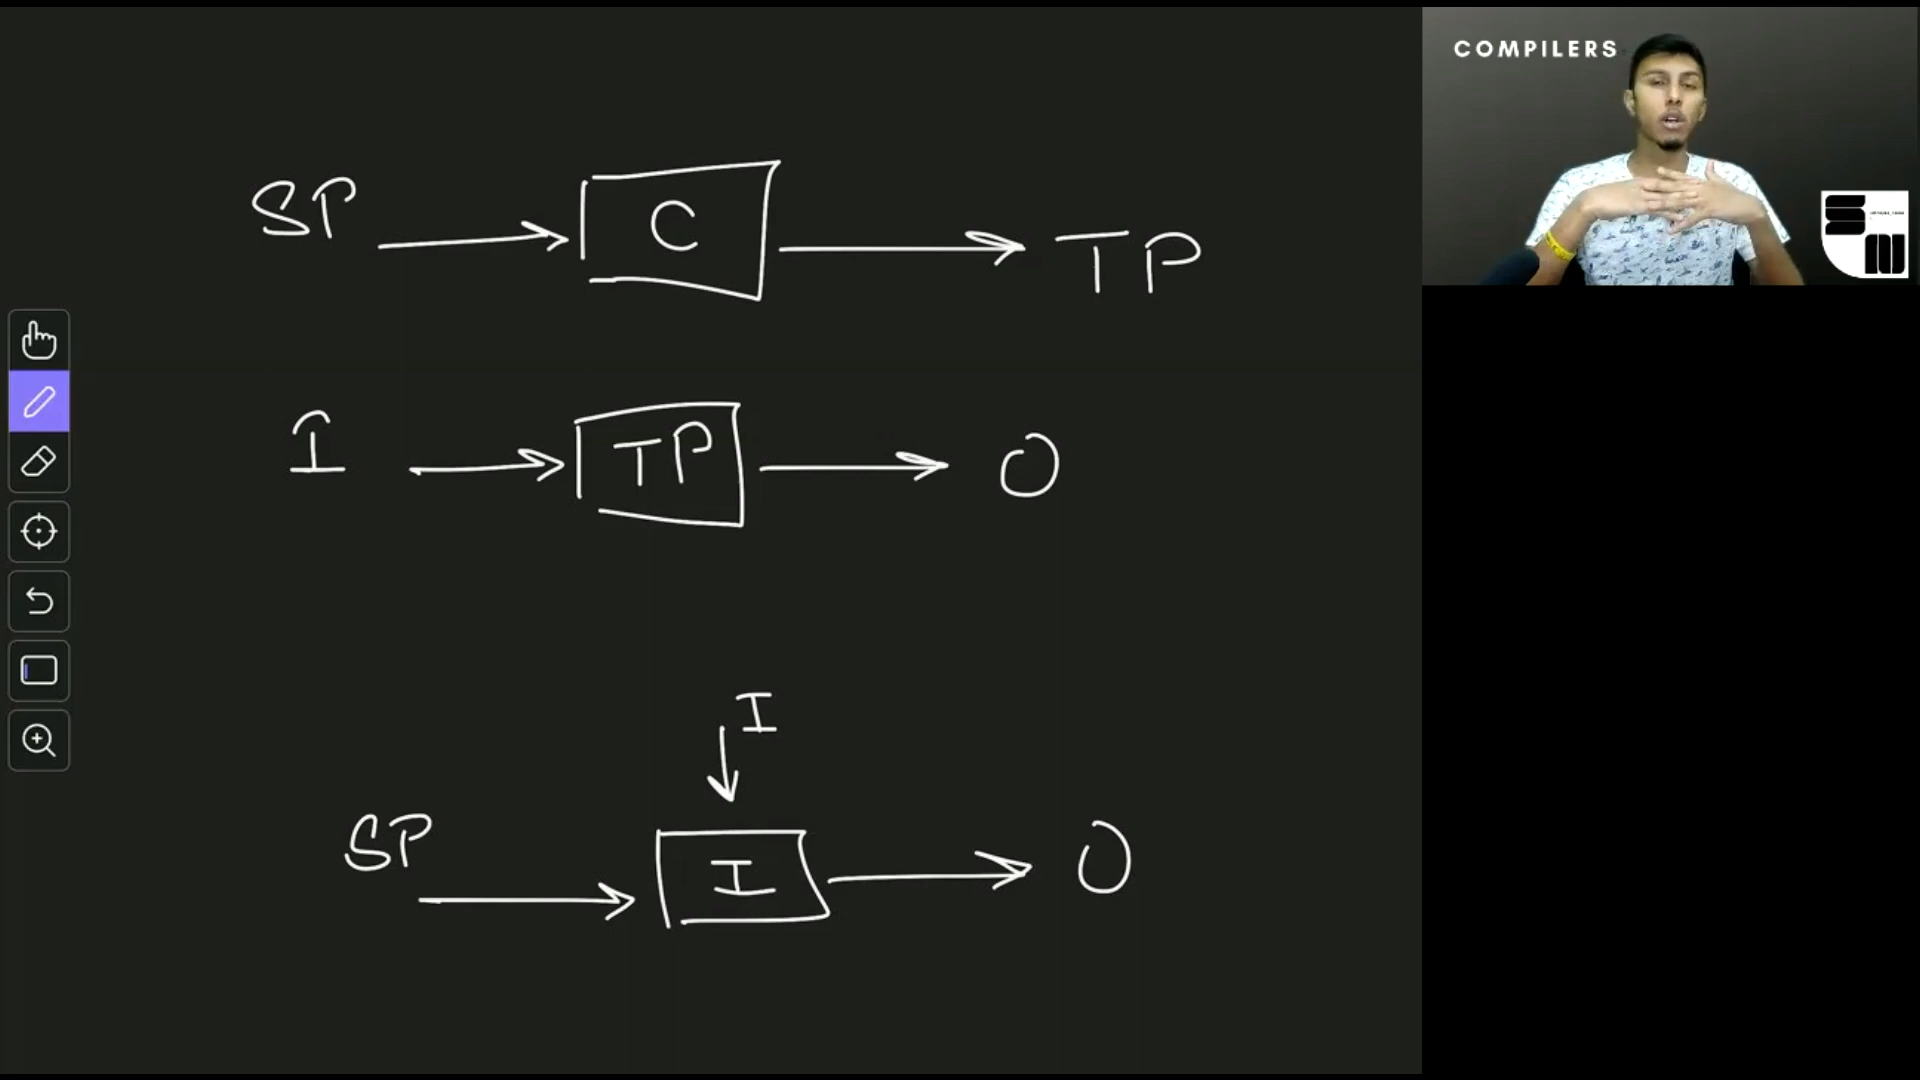 COMPILERS
SP C TP
I TP O
I
SP I O